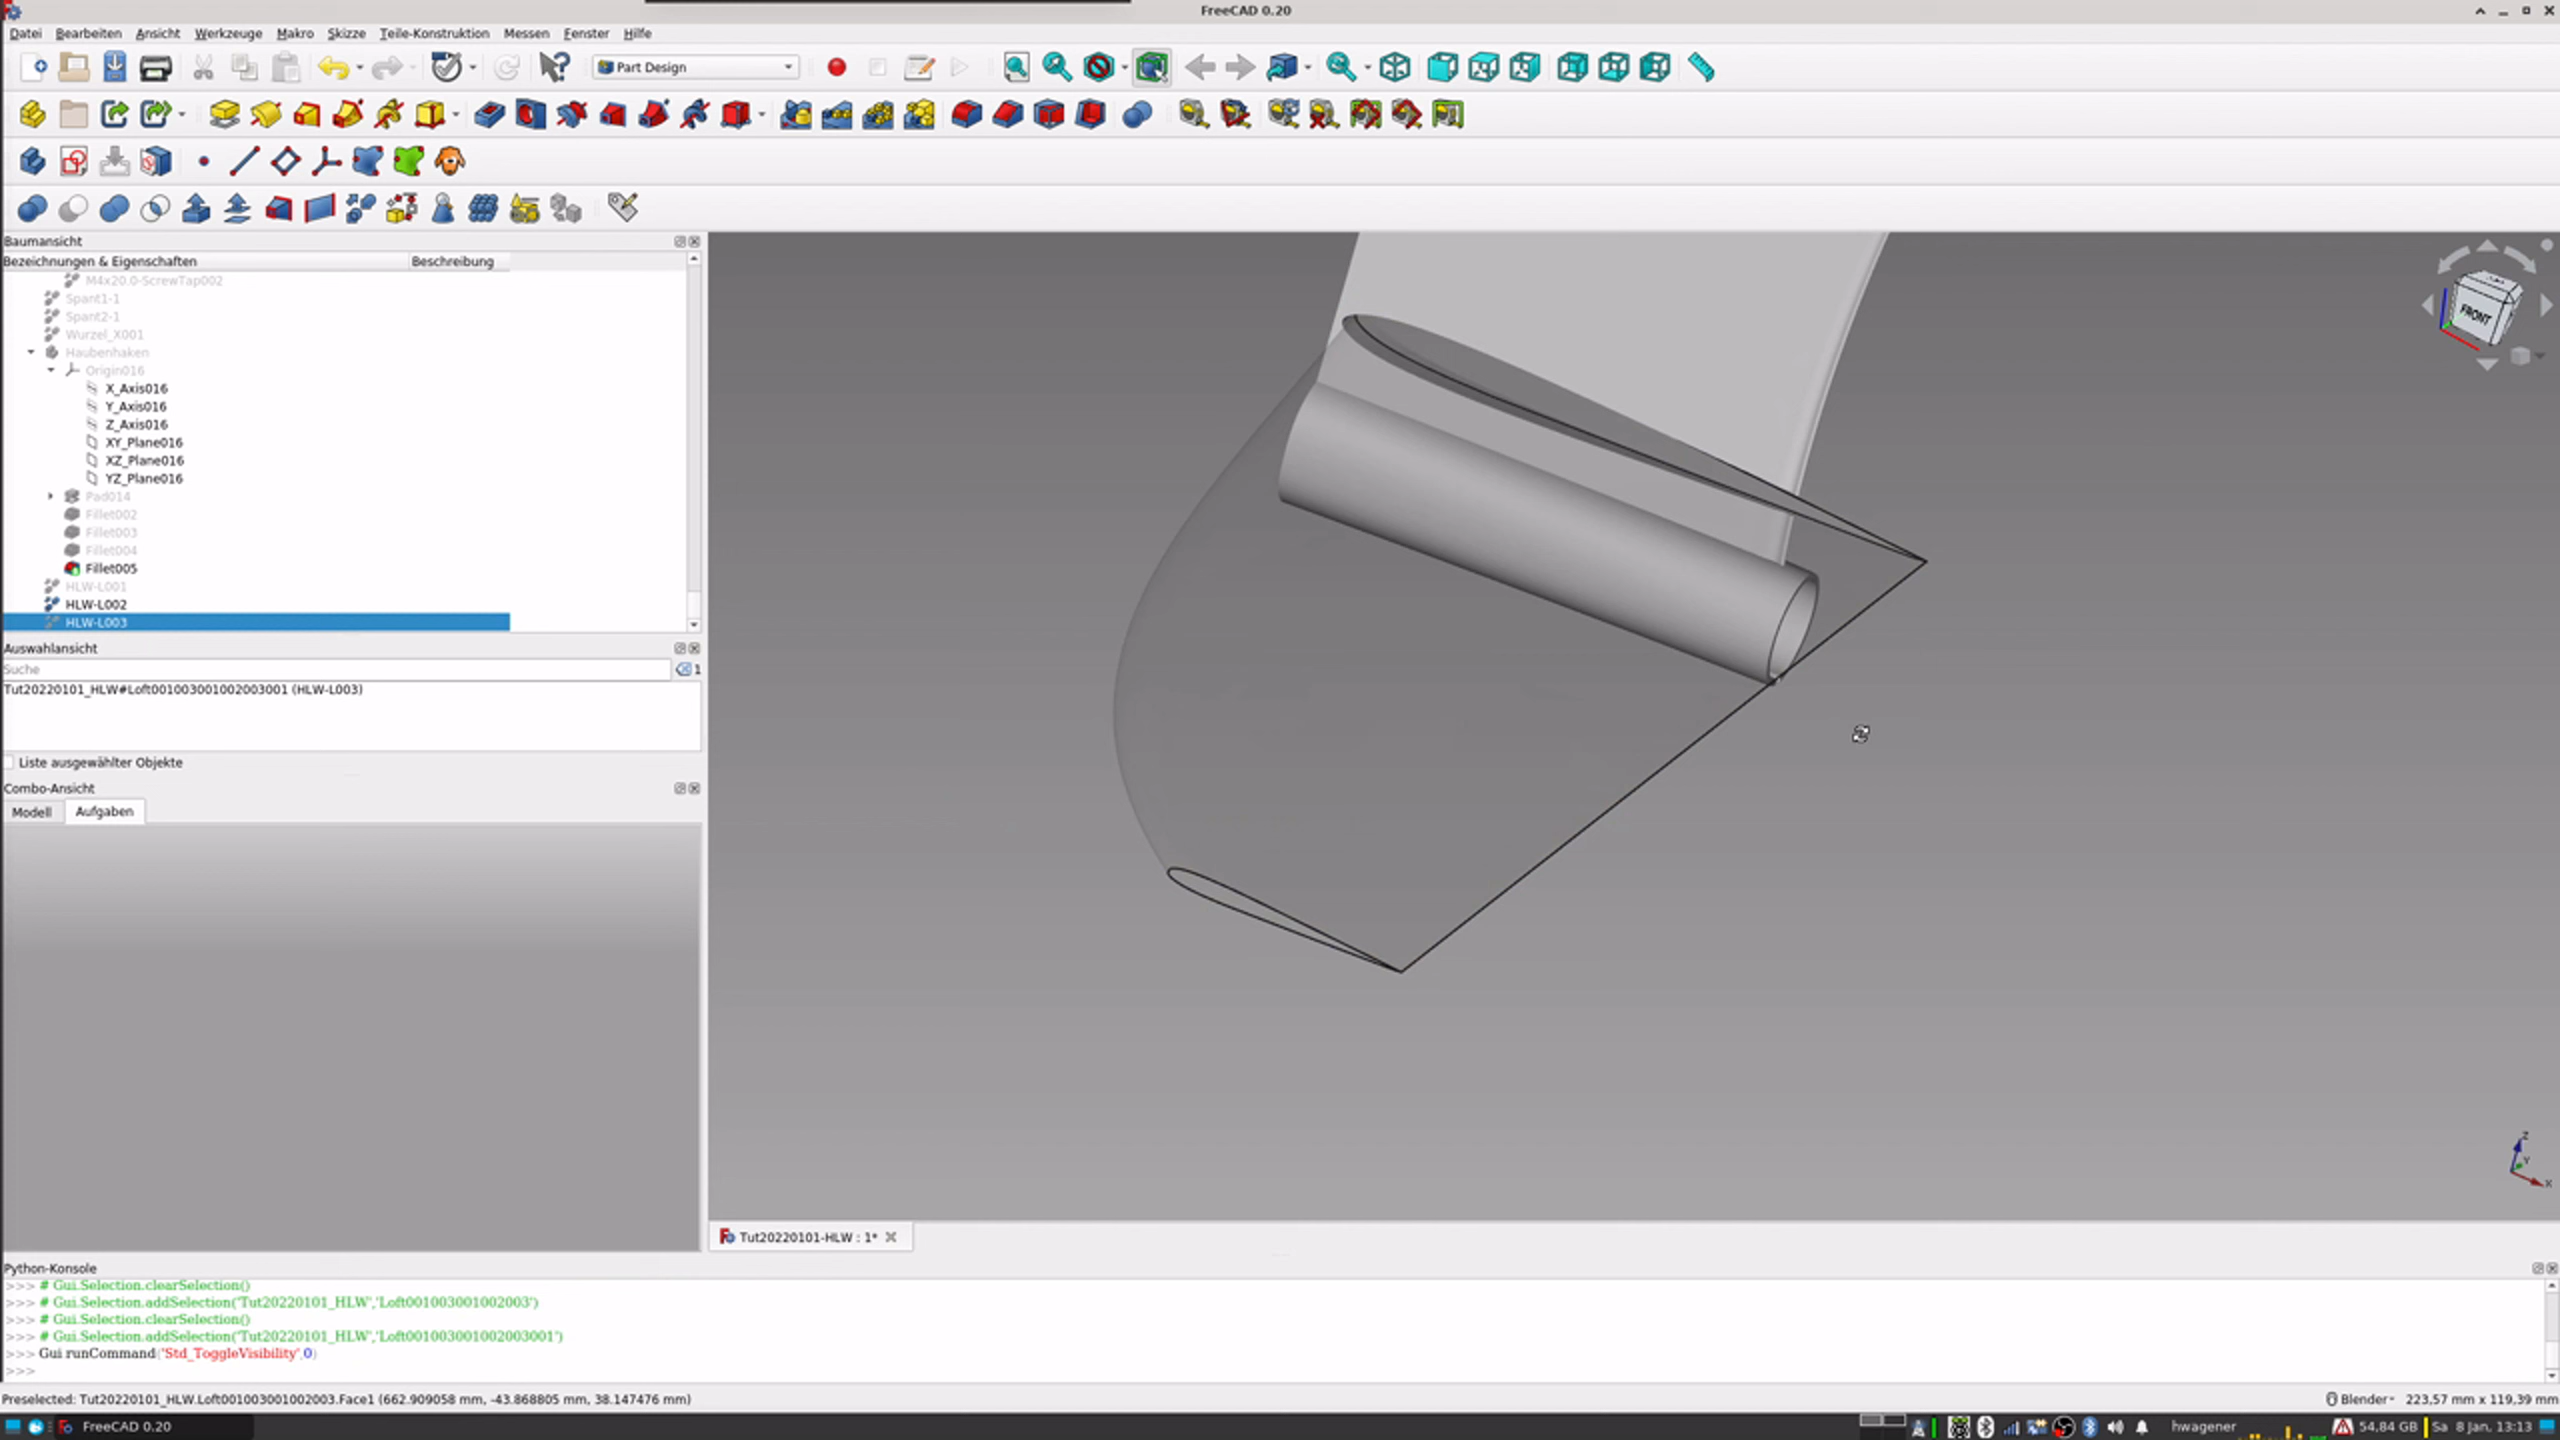 FreeCAD 0.20
Datei Bearbeiten Ansicht Werkzeuge Makro Skizze Teile-Konstruktion Messen Fenster Hilfe
Part Design
Baumansicht
Bezeichnungen & Eigenschaften Beschreibung
M4x20.0-ScrewTap002
Spant1-1
Spant2-1
Wurzel_X001
Haubenhaken
Origin016
X_Axis016
Y_Axis016
Z_Axis016
XY_Plane016
XZ_Plane016
YZ_Plane016
Pad014
Fillet002
Fillet003
Fillet004
Fillet005
HLW-L001
HLW-L002
HLW-L003
FRONT
Auswahlansicht
Suche
1
Tut20220101_HLW#Loft001003001002003001 (HLW-L003)
Liste ausgewählter Objekte
Combo-Ansicht
Modell Aufgaben
Z
Y
X
Tut20220101-HLW : 1*
Python-Konsole
>>> # Gui.Selection.clearSelection()
>>> # Gui.Selection.addSelection('Tut20220101_HLW','Loft001003001002003')
>>> # Gui.Selection.clearSelection()
>>> # Gui.Selection.addSelection('Tut20220101_HLW','Loft001003001002003001')
>>> Gui runCommand('Std_ToggleVisibility',0)
>>>
Preselected: Tut20220101_HLW.Loft001003001002003.Face1 (662.909058 mm, -43.868805 mm, 38.147476 mm)
Blender 223,57 mm x 119,39 mm
FreeCAD 0.20
hwagener 54,84 GB Sa 8 Jan, 13:13